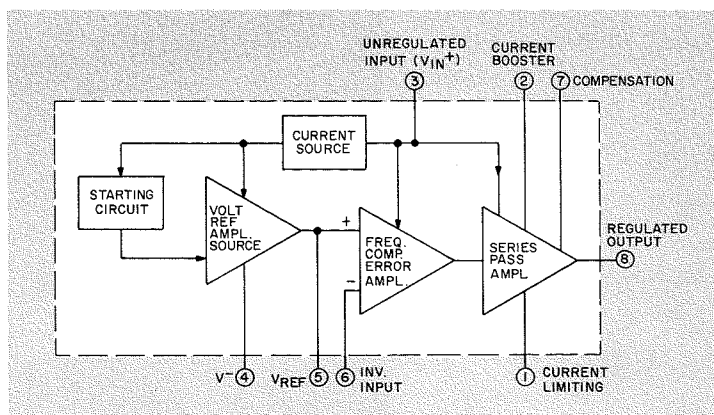 UNREGULATED
INPUT (VIN+)
③
CURRENT
BOOSTER
②
⑦ COMPENSATION
CURRENT
SOURCE
STARTING
CIRCUIT
VOLT
REF
AMPL.
SOURCE
+
-
FREQ.
COMP.
ERROR
AMPL.
SERIES
PASS
AMPL
REGULATED
OUTPUT
⑧
V- ④
VREF ⑤
⑥ INV.
INPUT
①
CURRENT
LIMITING